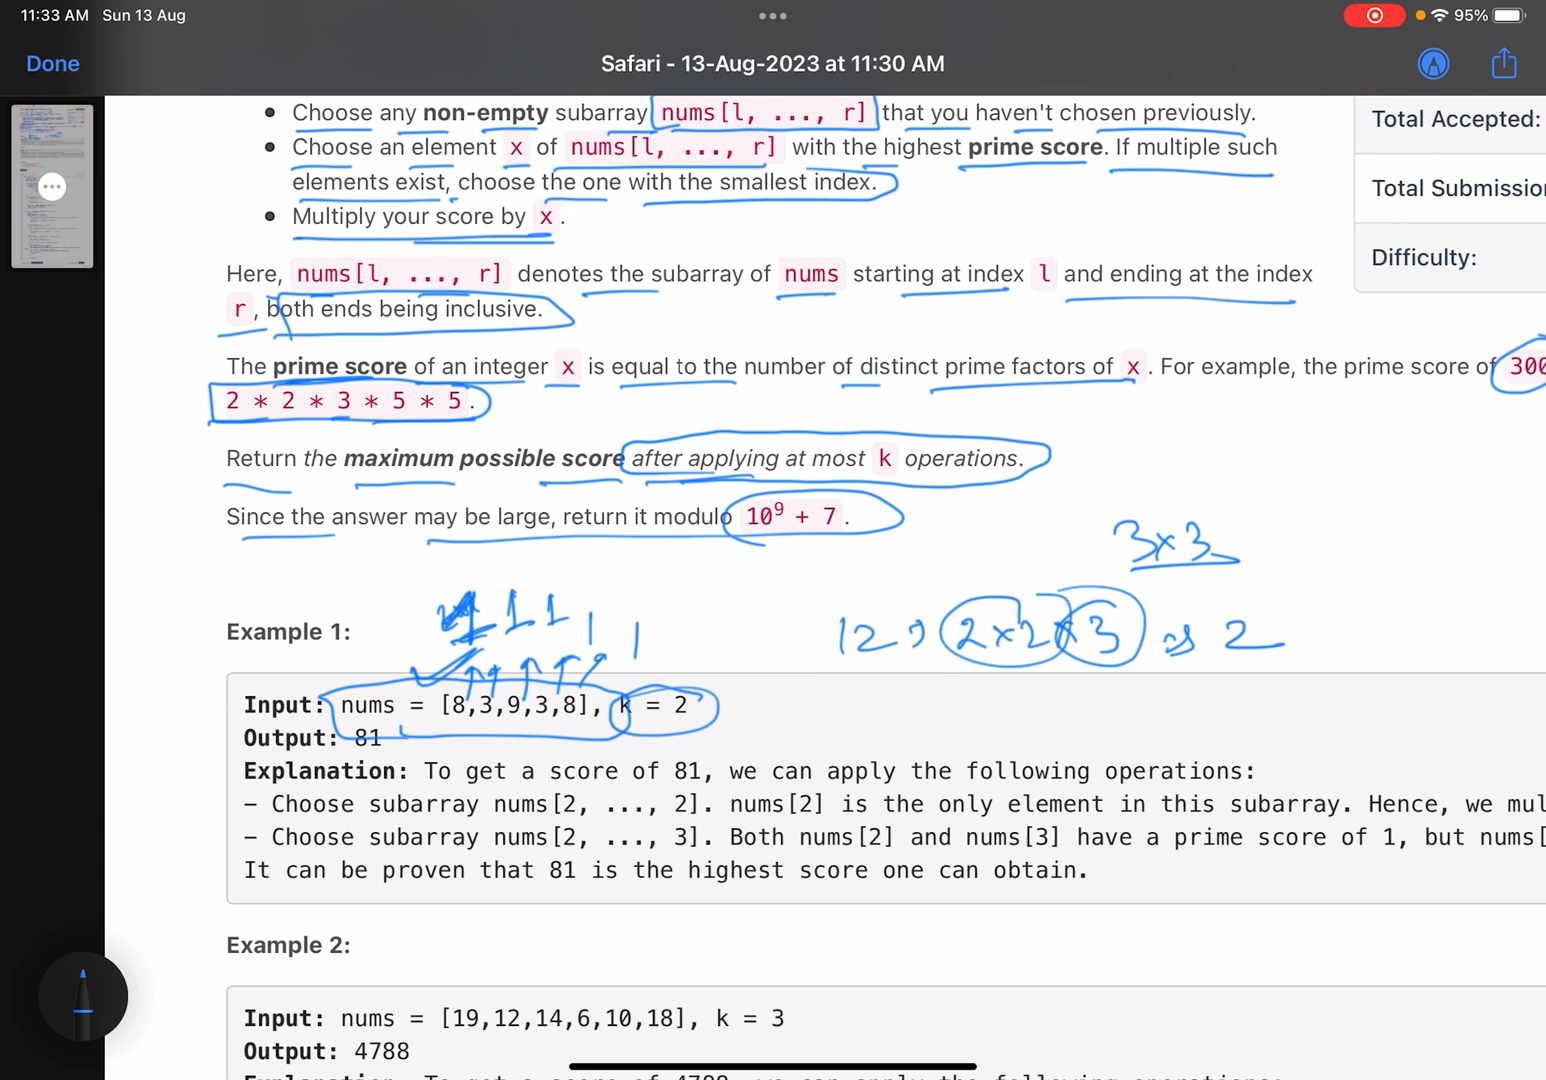 11:33 AM Sun 13 Aug
95%
Done
Safari - 13-Aug-2023 at 11:30 AM
Choose any non-empty subarray nums[l, ..., r] that you haven't chosen previously.
Choose an element x of nums[l, ..., r] with the highest prime score. If multiple such
elements exist, choose the one with the smallest index.
Multiply your score by x.
Here, nums[l, ..., r] denotes the subarray of nums starting at index l and ending at the index
r, both ends being inclusive.
The prime score of an integer x is equal to the number of distinct prime factors of x. For example, the prime score of 300
2 * 2 * 3 * 5 * 5.
Return the maximum possible score after applying at most k operations.
Since the answer may be large, return it modulo 10⁹ + 7.
Total Accepted:
Total Submissio
Difficulty:
3×3
1 1 1 1
12 2×2×3 2
Example 1:
Input: nums = [8,3,9,3,8], k = 2
Output: 81
Explanation: To get a score of 81, we can apply the following operations:
– Choose subarray nums[2, ..., 2]. nums[2] is the only element in this subarray. Hence, we mul
– Choose subarray nums[2, ..., 3]. Both nums[2] and nums[3] have a prime score of 1, but nums[
It can be proven that 81 is the highest score one can obtain.
Example 2:
Input: nums = [19,12,14,6,10,18], k = 3
Output: 4788